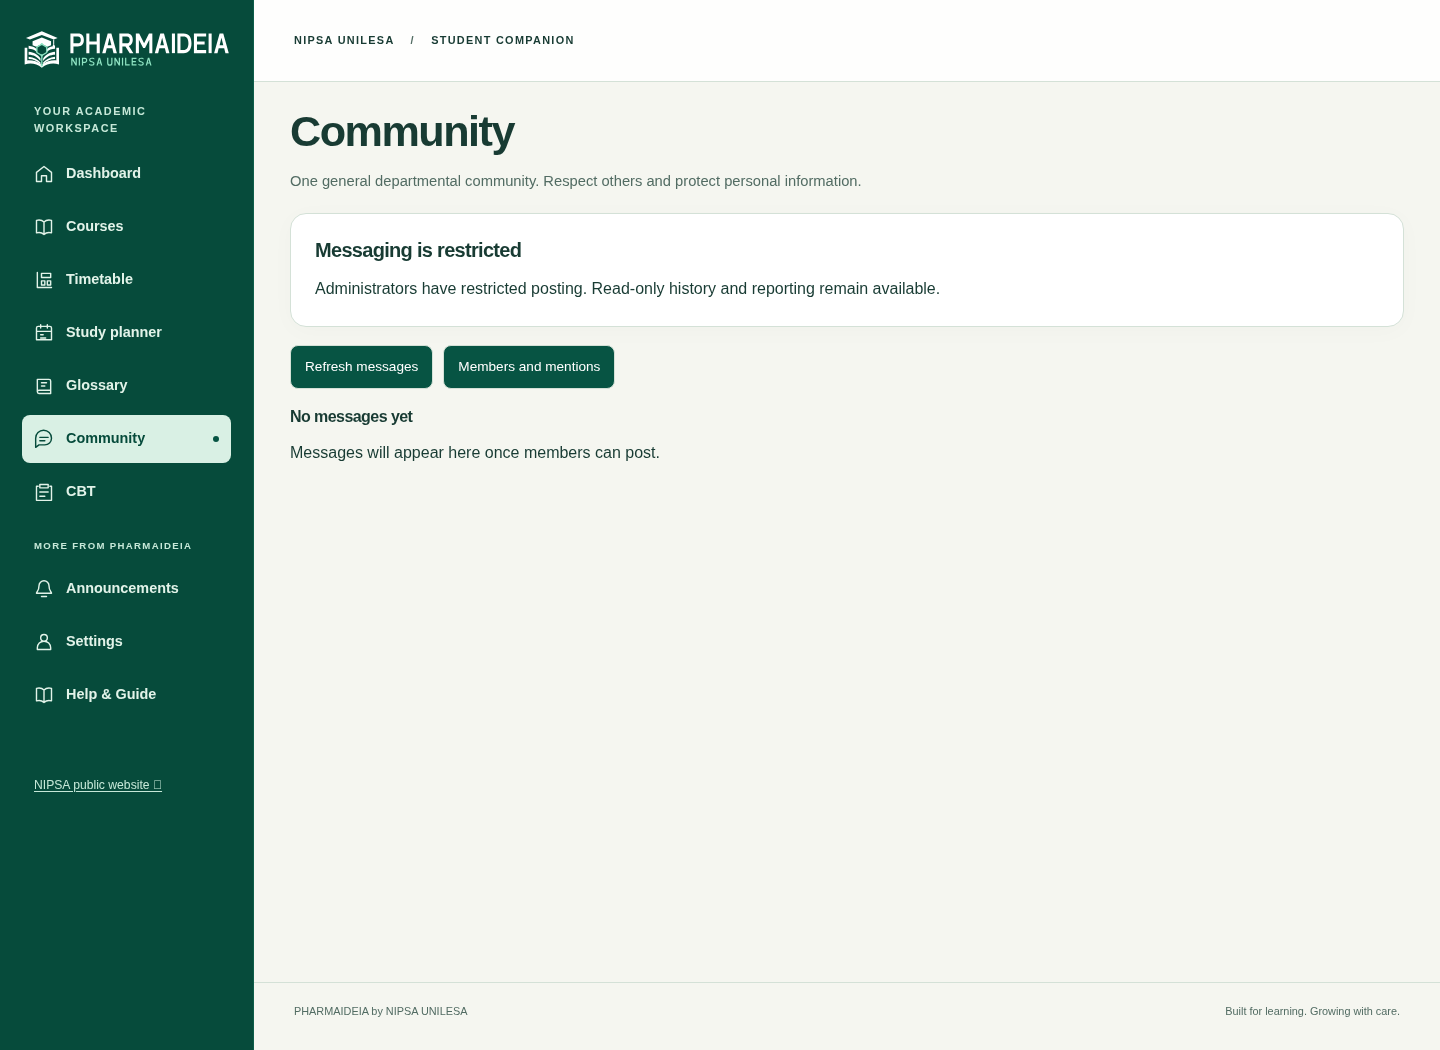 PHARMAIDEIA
NIPSA UNILESA
YOUR ACADEMIC
WORKSPACE
Dashboard
Courses
Timetable
Study planner
Glossary
Community
CBT
MORE FROM PHARMAIDEIA
Announcements
Settings
Help & Guide
NIPSA public website
NIPSA UNILESA / STUDENT COMPANION
Community
One general departmental community. Respect others and protect personal information.
Messaging is restricted
Administrators have restricted posting. Read-only history and reporting remain available.
Refresh messages
Members and mentions
No messages yet
Messages will appear here once members can post.
PHARMAIDEIA by NIPSA UNILESA
Built for learning. Growing with care.